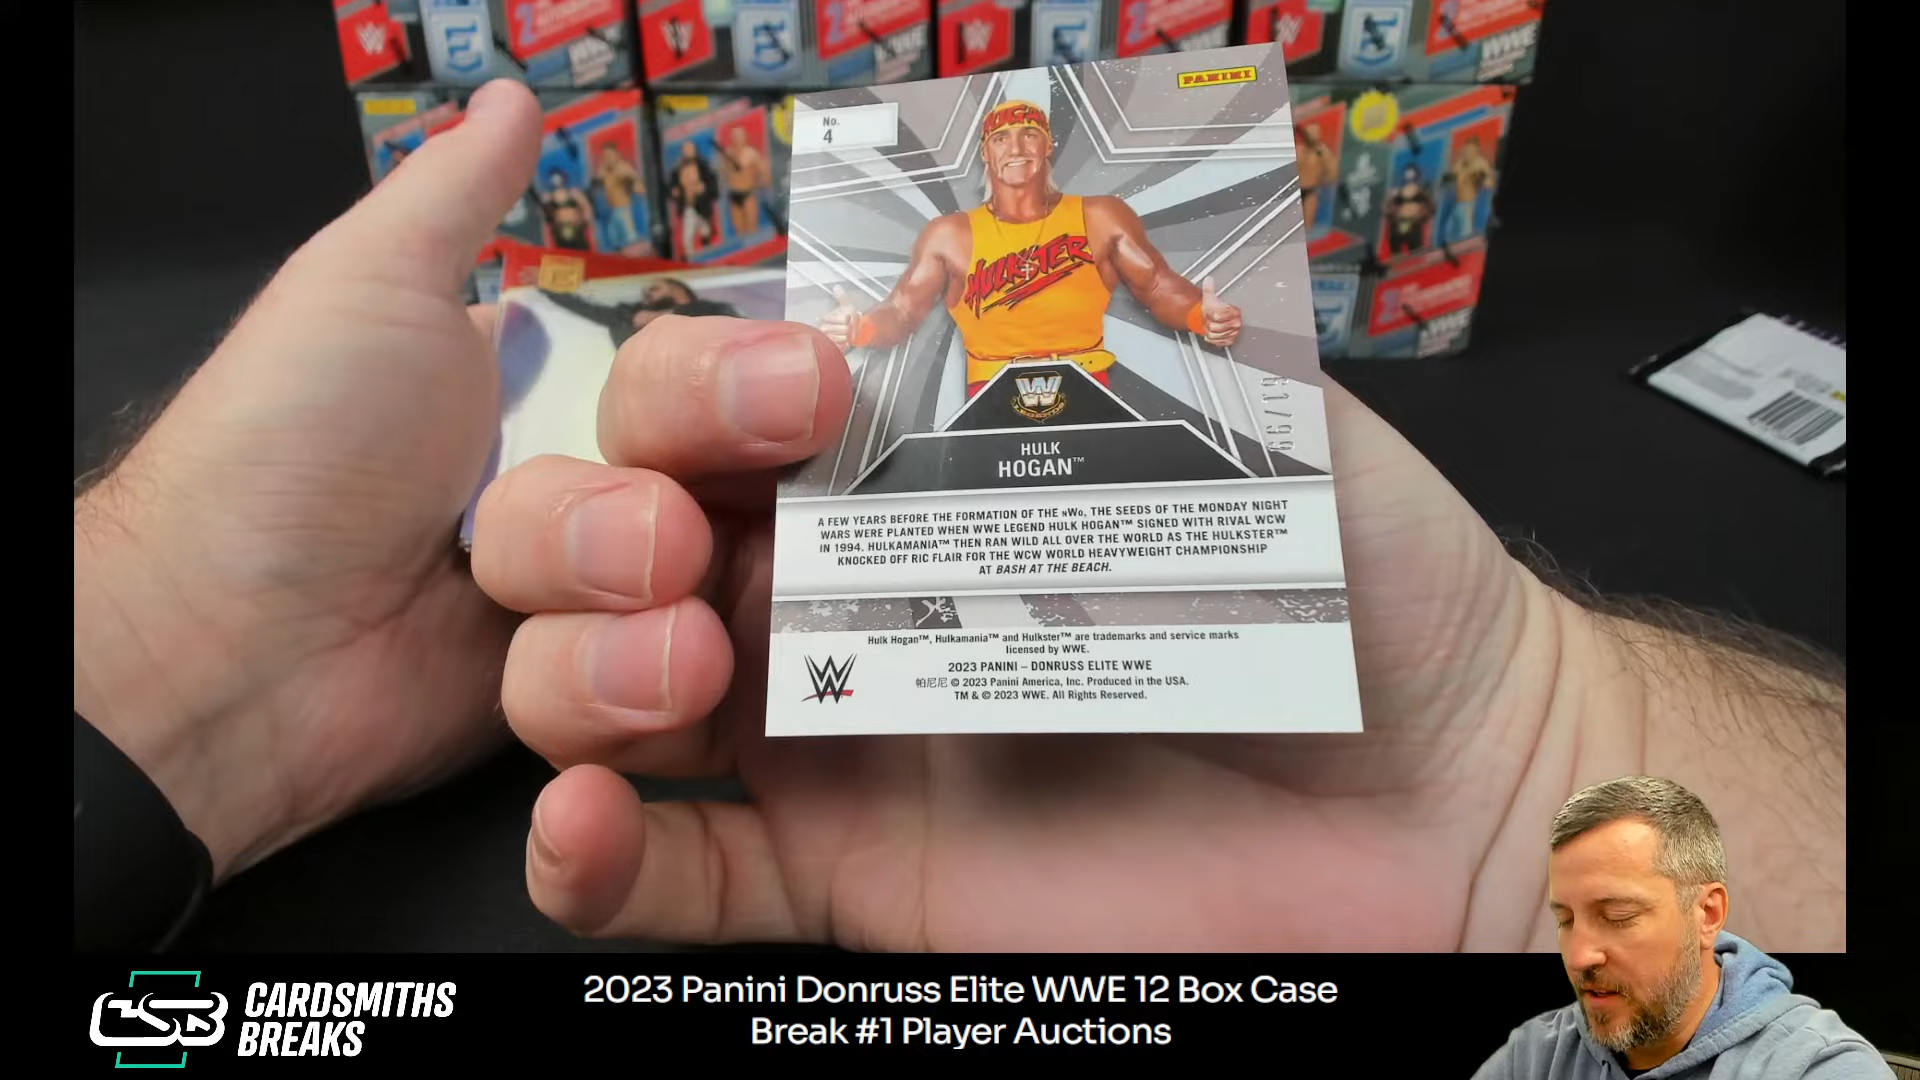 PANINI
No.
4
HOGAN
HULKSTER
LEGENDS
HULK
HOGAN™
A FEW YEARS BEFORE THE FORMATION OF THE nWo, THE SEEDS OF THE MONDAY NIGHT
WARS WERE PLANTED WHEN WWE LEGEND HULK HOGAN™ SIGNED WITH RIVAL WCW
IN 1994. HULKAMANIA™ THEN RAN WILD ALL OVER THE WORLD AS THE HULKSTER™
KNOCKED OFF RIC FLAIR FOR THE WCW WORLD HEAVYWEIGHT CHAMPIONSHIP
AT BASH AT THE BEACH.
Hulk Hogan™, Hulkamania™ and Hulkster™ are trademarks and service marks
licensed by WWE.
2023 PANINI – DONRUSS ELITE WWE
帕尼尼 © 2023 Panini America, Inc. Produced in the USA.
TM & © 2023 WWE. All Rights Reserved.
CSB
CARDSMITHS
BREAKS
2023 Panini Donruss Elite WWE 12 Box Case
Break #1 Player Auctions